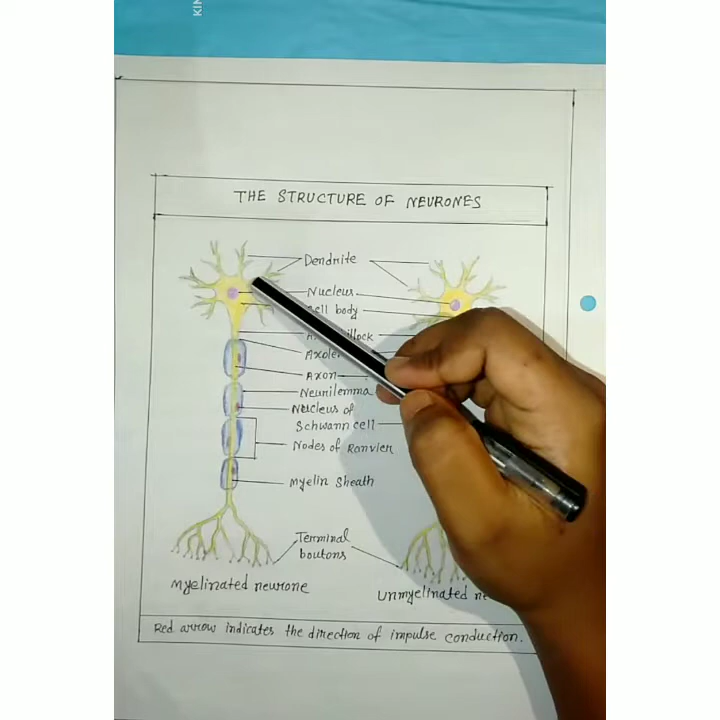 KIN
THE STRUCTURE OF NEURONES
Dendrite
Nucleus
Cell body
Axon
Neurilemma
Nucleus of
Schwann cell
Nodes of Ranvier
Myelin Sheath
Terminal
boutons
Myelinated neurone
Unmyelinated
Red arrow indicates the direction of impulse conduction.